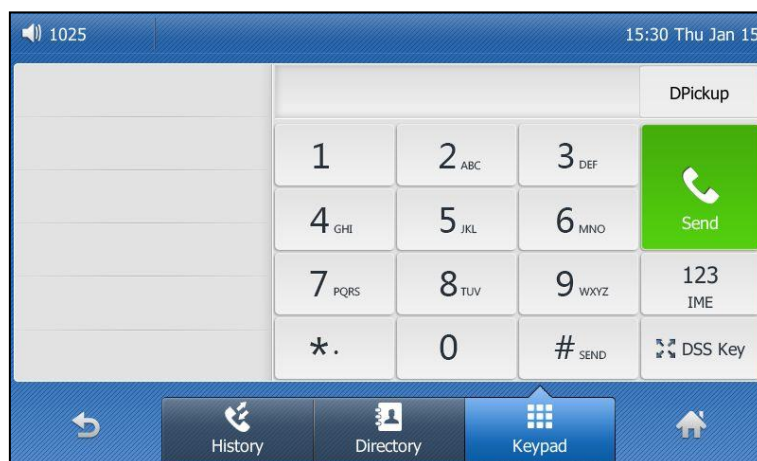 1025 15:30 Thu Jan 15
DPickup
1 2 ABC 3 DEF
Send
4 GHI 5 JKL 6 MNO
7 PQRS 8 TUV 9 WXYZ 123
IME
*. 0 # SEND DSS Key
History Directory Keypad